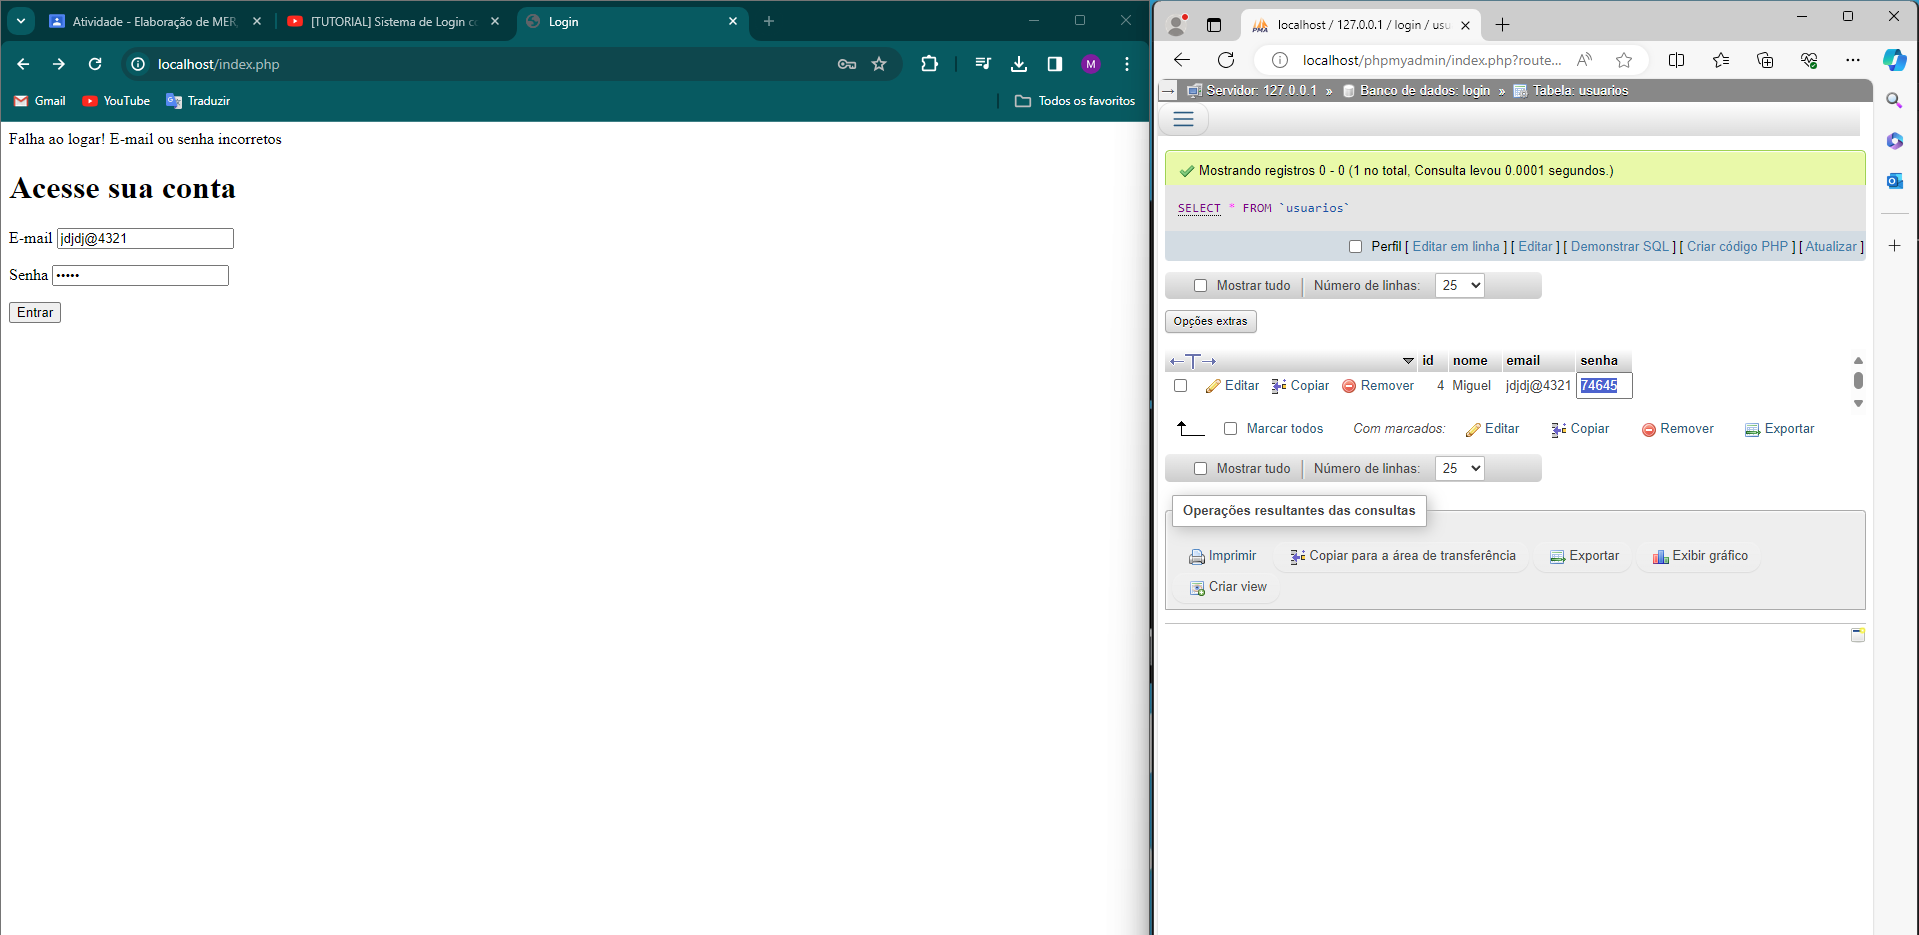 Atividade - Elaboração de MER,
[TUTORIAL] Sistema de Login co
Login
localhost/index.php
M
Gmail
YouTube
Traduzir
Todos os favoritos
Falha ao logar! E-mail ou senha incorretos
Acesse sua conta
E-mail jdjdj@4321
Senha •••••
Entrar
PMA
localhost / 127.0.0.1 / login / usu
localhost/phpmyadmin/index.php?route...
Servidor: 127.0.0.1 » Banco de dados: login » Tabela: usuarios
Mostrando registros 0 - 0 (1 no total, Consulta levou 0.0001 segundos.)
SELECT * FROM `usuarios`
Perfil [ Editar em linha ] [ Editar ] [ Demonstrar SQL ] [ Criar código PHP ] [ Atualizar ]
Mostrar tudo | Número de linhas: 25
Opções extras
←T→ id nome email senha
Editar Copiar Remover 4 Miguel jdjdj@4321 74645
Marcar todos Com marcados: Editar Copiar Remover Exportar
Mostrar tudo | Número de linhas: 25
Operações resultantes das consultas
Imprimir Copiar para a área de transferência Exportar Exibir gráfico
Criar view